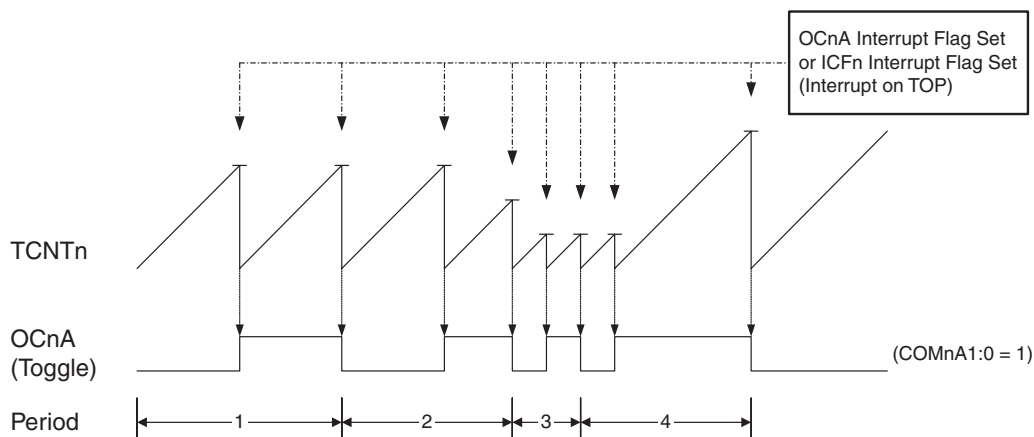 OCnA Interrupt Flag Set
or ICFn Interrupt Flag Set
(Interrupt on TOP)
TCNTn
OCnA
(Toggle)
(COMnA1:0 = 1)
Period
1
2
3
4